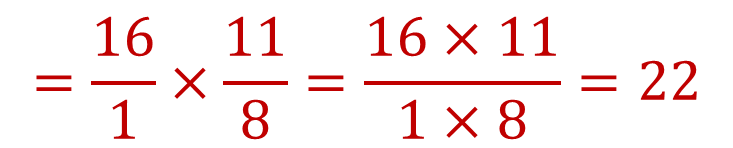 = 16/1 × 11/8 = (16 × 11)/(1 × 8) = 22